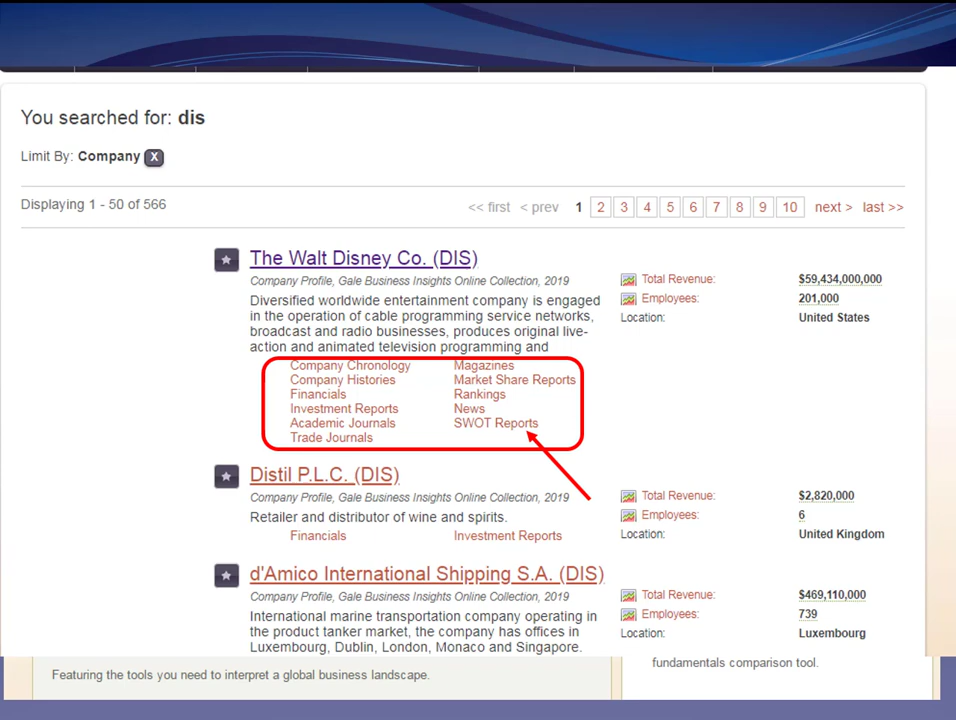 You searched for: dis
Limit By: Company X
Displaying 1 - 50 of 566
<< first < prev 1 2 3 4 5 6 7 8 9 10 next > last >>
The Walt Disney Co. (DIS)
Company Profile, Gale Business Insights Online Collection, 2019
Diversified worldwide entertainment company is engaged
in the operation of cable programming service networks,
broadcast and radio businesses, produces original live-
action and animated television programming and
Total Revenue: $59,434,000,000
Employees: 201,000
Location: United States
Company Chronology
Company Histories
Financials
Investment Reports
Academic Journals
Trade Journals
Magazines
Market Share Reports
Rankings
News
SWOT Reports
Distil P.L.C. (DIS)
Company Profile, Gale Business Insights Online Collection, 2019
Retailer and distributor of wine and spirits.
Financials
Investment Reports
Total Revenue: $2,820,000
Employees: 6
Location: United Kingdom
d'Amico International Shipping S.A. (DIS)
Company Profile, Gale Business Insights Online Collection, 2019
International marine transportation company operating in
the product tanker market, the company has offices in
Luxembourg, Dublin, London, Monaco and Singapore.
Total Revenue: $469,110,000
Employees: 739
Location: Luxembourg
Featuring the tools you need to interpret a global business landscape.
fundamentals comparison tool.